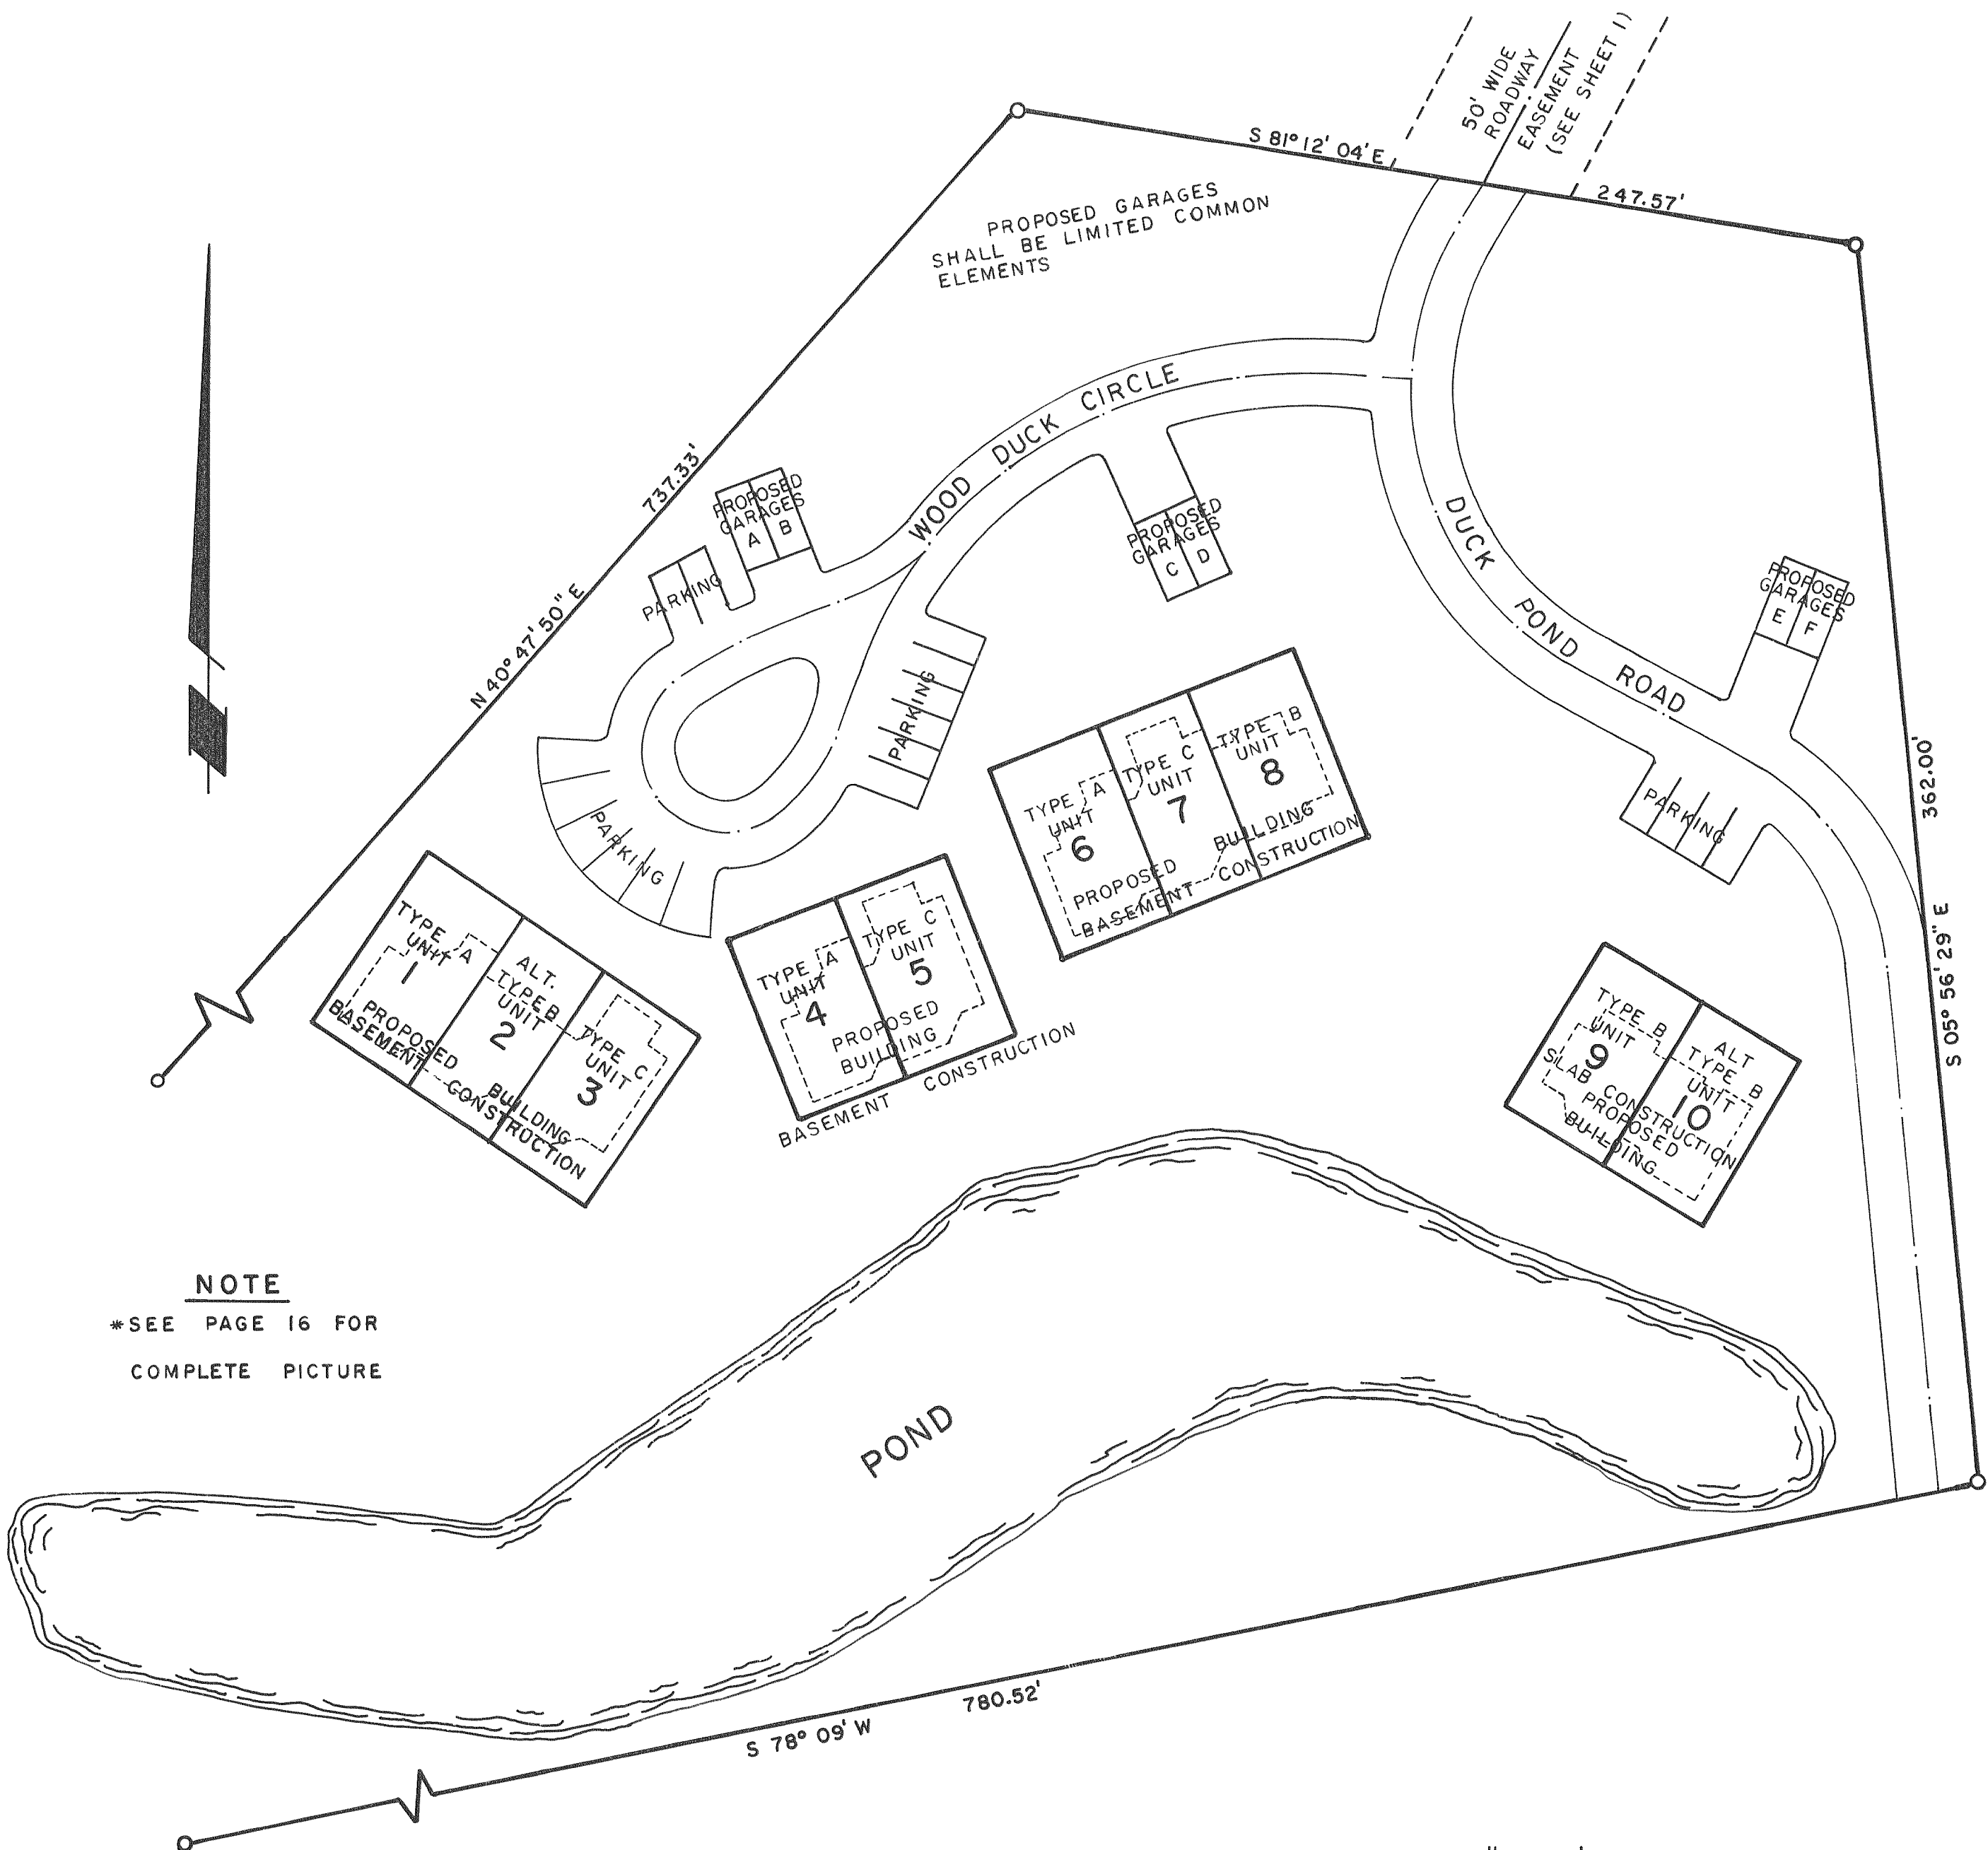 50' WIDE
ROADWAY
EASEMENT
(SEE SHEET 1)
S 81° 12' 04'E
247.57'
PROPOSED GARAGES
SHALL BE LIMITED COMMON
ELEMENTS
WOOD DUCK CIRCLE
737.33'
N 40° 47' 50" E
PROPOSED
GARAGES
A B
PARKING
PROPOSED
GARAGES
C D
DUCK POND ROAD
PROPOSED
GARAGES
E F
PARKING
PARKING
PARKING
362.00'
S 05° 56' 29" E
TYPE A
UNIT
6
TYPE C
UNIT
7
TYPE B
UNIT
8
PROPOSED BUILDING
BASEMENT CONSTRUCTION
TYPE A
UNIT
1
ALT.
TYPE B
UNIT
2
TYPE C
UNIT
3
PROPOSED BUILDING
BASEMENT CONSTRUCTION
TYPE A
UNIT
4
TYPE C
UNIT
5
PROPOSED
BUILDING
BASEMENT CONSTRUCTION
TYPE B
UNIT
9
ALT
TYPE B
UNIT
10
SLAB CONSTRUCTION
PROPOSED
BUILDING
NOTE
*SEE PAGE 16 FOR
COMPLETE PICTURE
POND
780.52'
S 78° 09' W